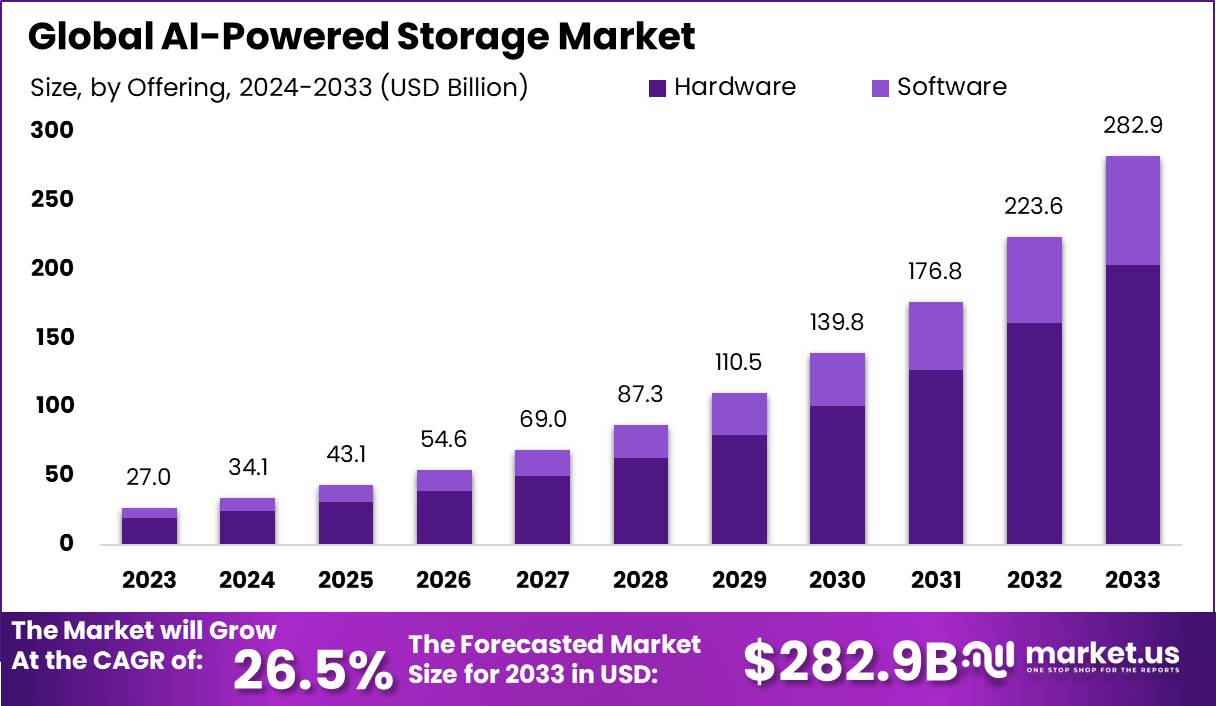 Global AI-Powered Storage Market
Size, by Offering, 2024-2033 (USD Billion)
Hardware
Software
300
250
200
150
100
50
0
27.0
34.1
43.1
54.6
69.0
87.3
110.5
139.8
176.8
223.6
282.9
2023
2024
2025
2026
2027
2028
2029
2030
2031
2032
2033
The Market will Grow
At the CAGR of:
26.5%
The Forecasted Market
Size for 2033 in USD:
$282.9B
market.us
ONE STOP SHOP FOR THE REPORTS